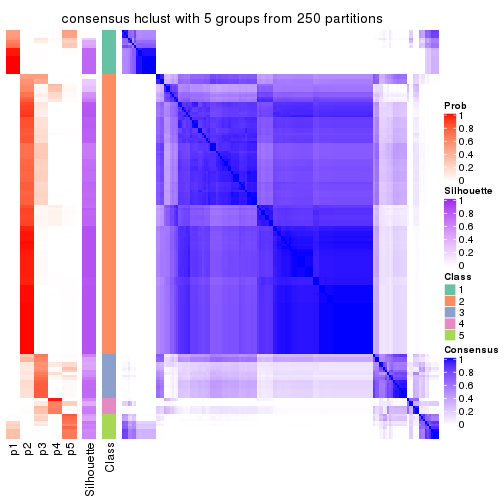 consensus hclust with 5 groups from 250 partitions
Prob
1
0.8
0.6
0.4
0.2
0
Silhouette
1
0.8
0.6
0.4
0.2
0
Class
1
2
3
4
5
Consensus
1
0.8
0.6
0.4
0.2
0
p1
p2
p3
p4
p5
Silhouette
Class